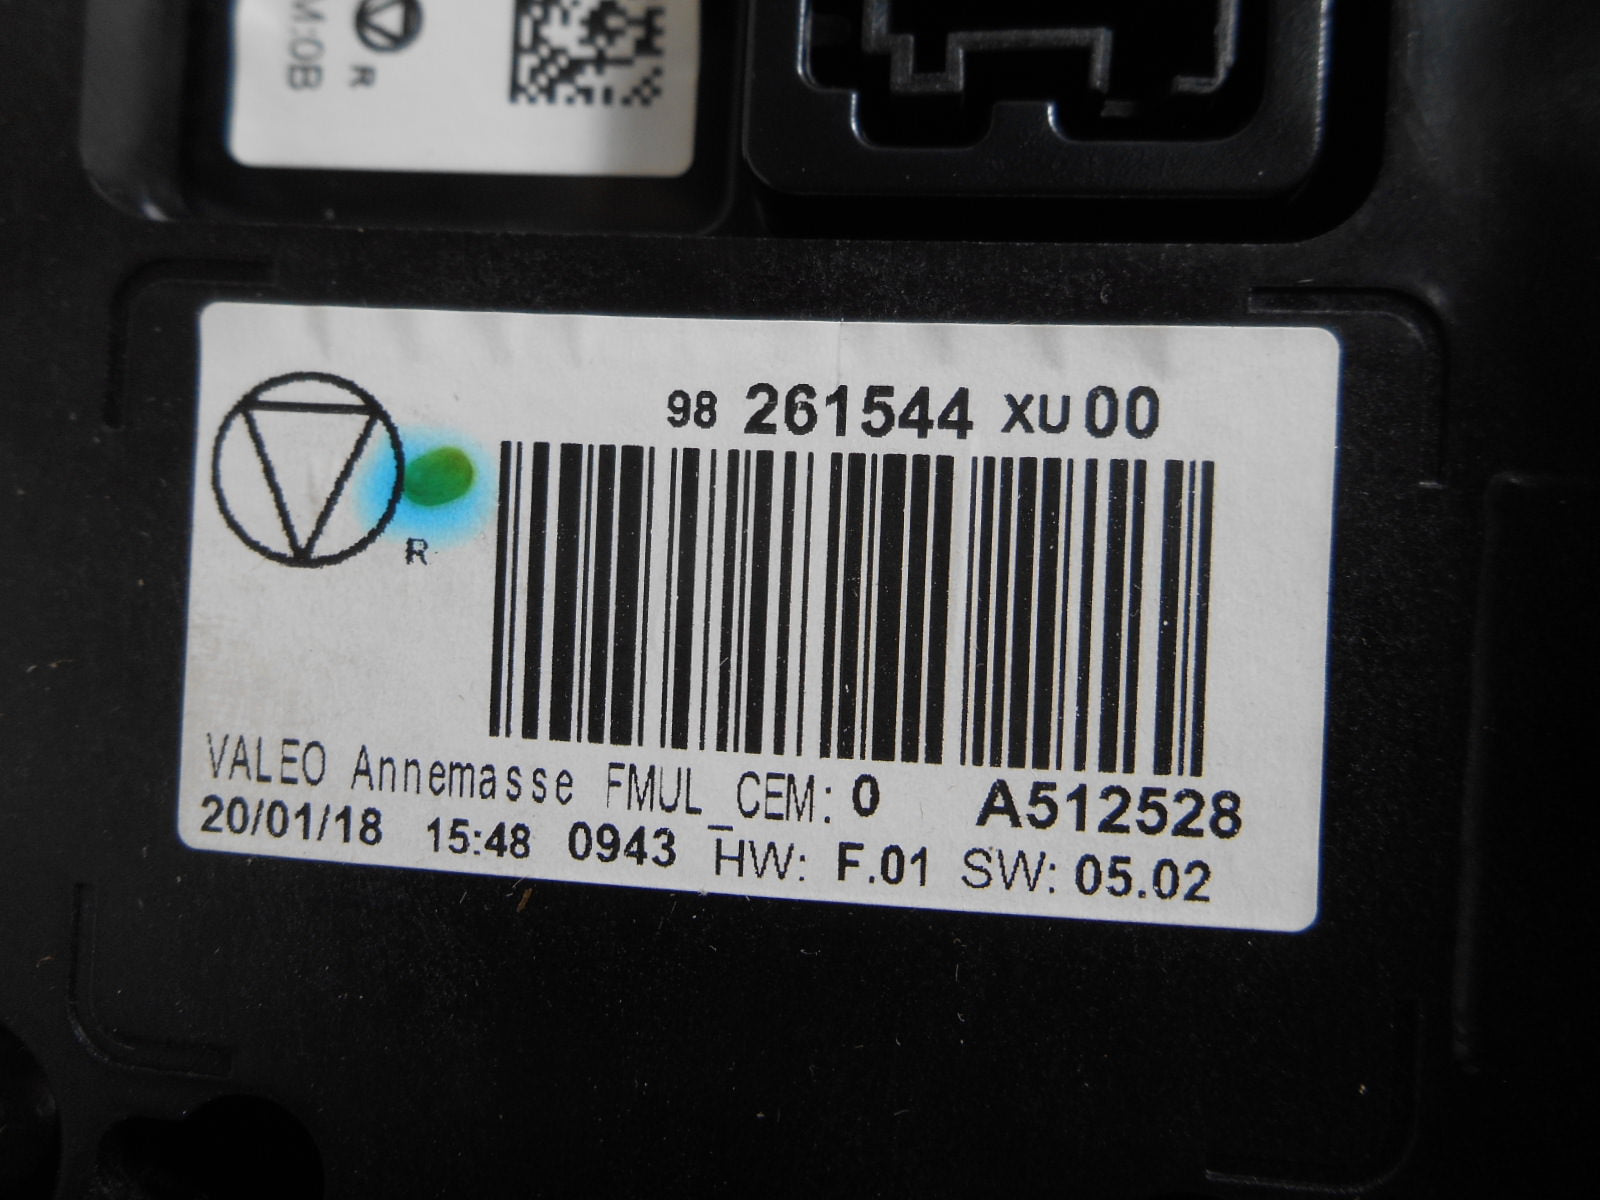 M:0B
R
98 261544 XU 00
R
VALEO Annemasse FMUL_CEM: 0 A512528
20/01/18 15:48 0943 HW: F.01 SW: 05.02